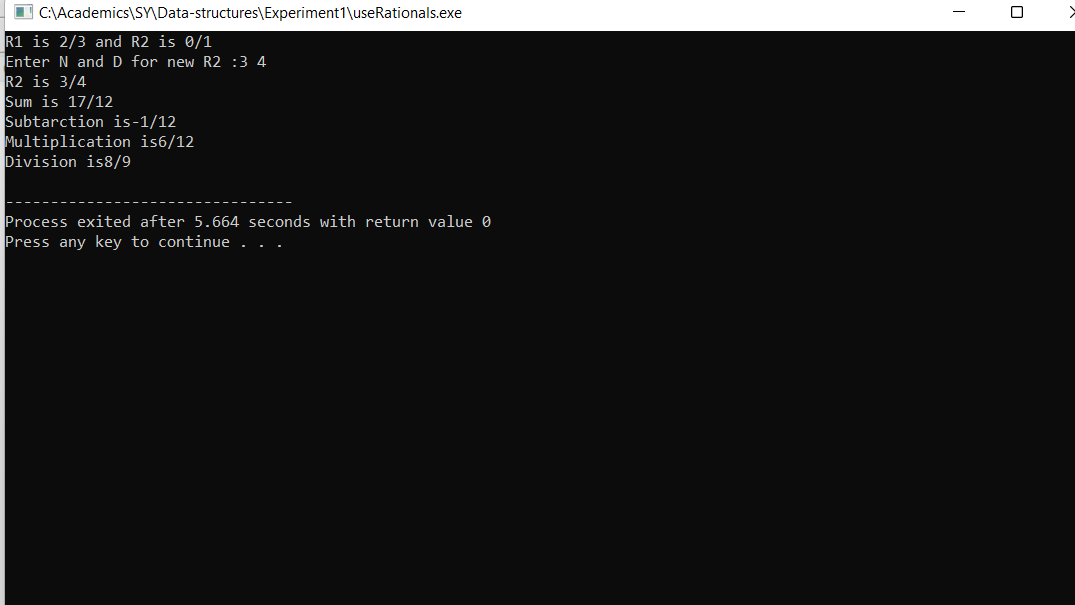 C:\Academics\SY\Data-structures\Experiment1\useRationals.exe
R1 is 2/3 and R2 is 0/1
Enter N and D for new R2 :3 4
R2 is 3/4
Sum is 17/12
Subtarction is-1/12
Multiplication is6/12
Division is8/9
--------------------------------
Process exited after 5.664 seconds with return value 0
Press any key to continue . . .